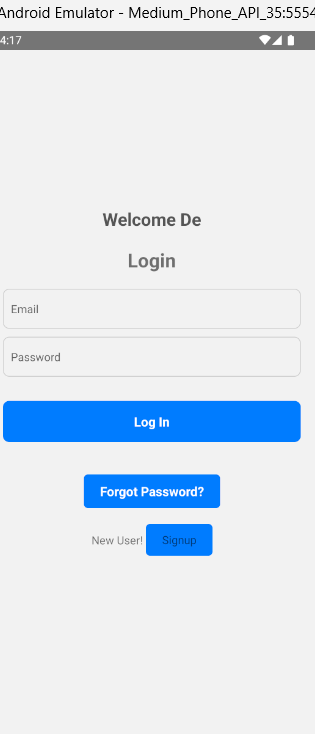 Android Emulator - Medium_Phone_API_35:5554
4:17
Welcome De
Login
Email
Password
Log In
Forgot Password?
New User! Signup